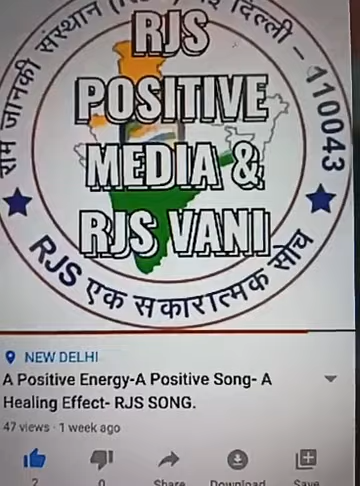 राम जानकी संस्थान
दिल्ली - 110043
RJS
POSITIVE
MEDIA &
RJS VANI
RJS एक सकारात्मक सोच
NEW DELHI
A Positive Energy-A Positive Song- A
Healing Effect- RJS SONG.
47 views · 1 week ago
2
0
Share
Download
Save